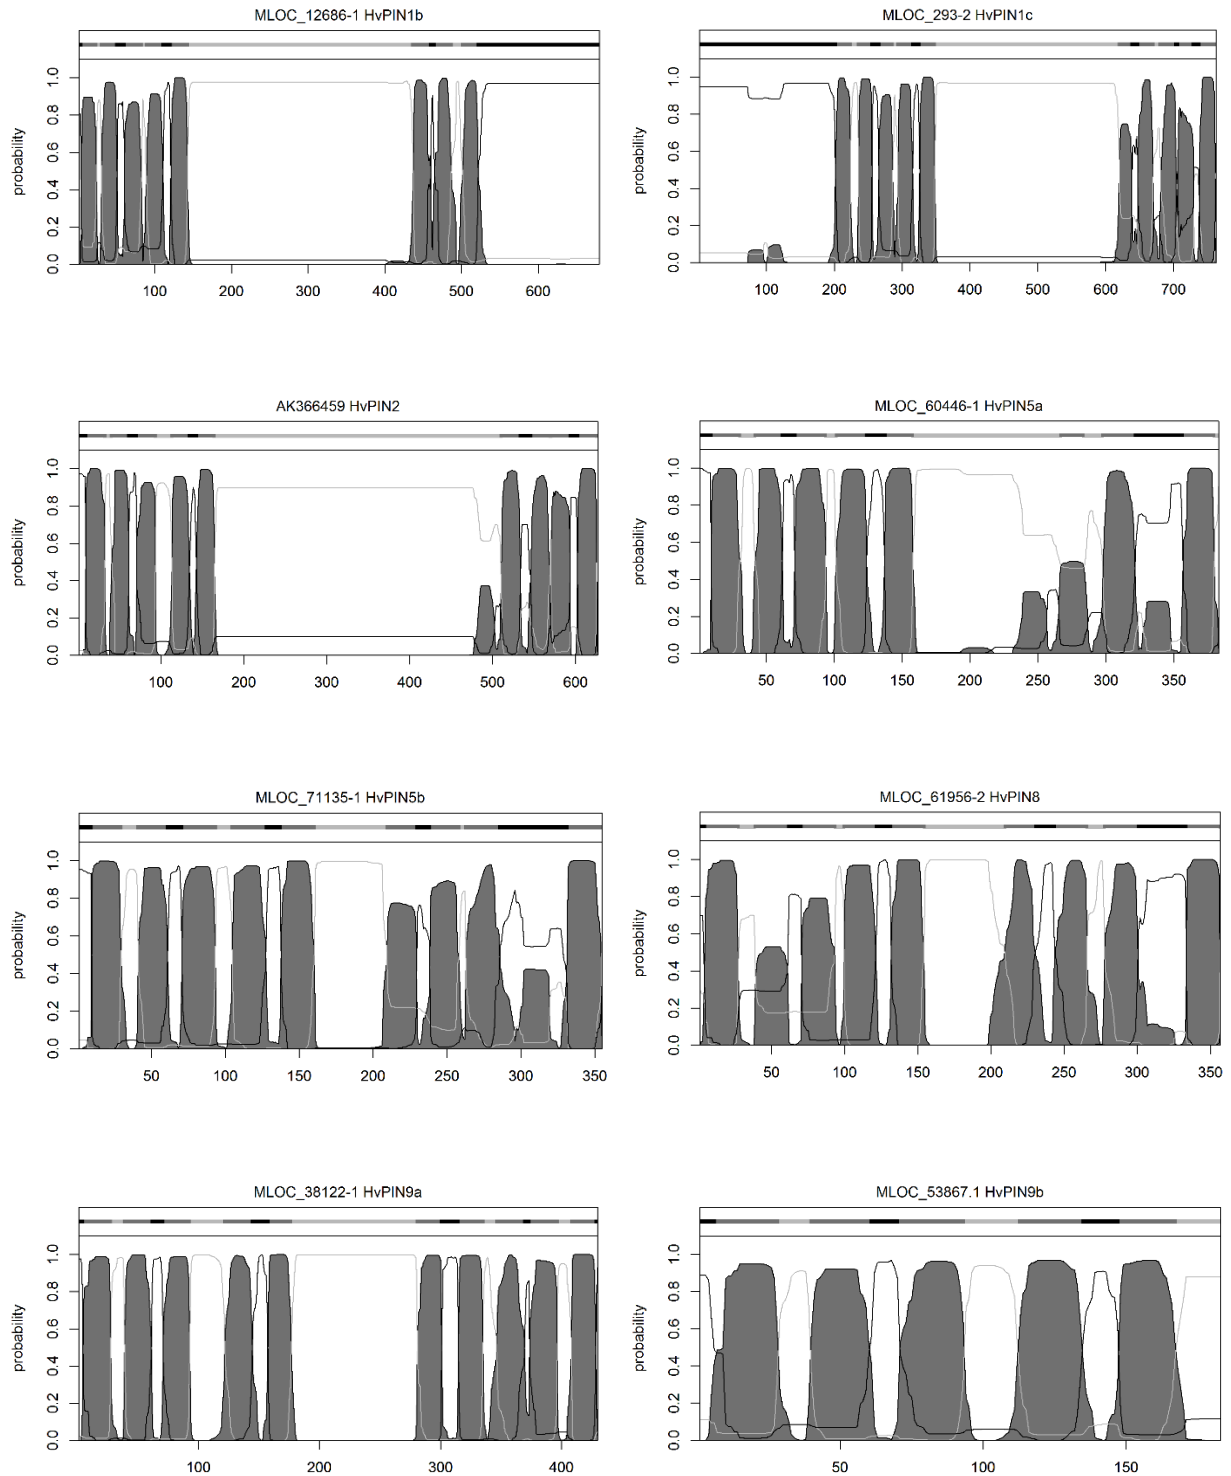 MLOC_12686-1 HvPIN1b
probability
0.0 0.2 0.4 0.6 0.8 1.0
100 200 300 400 500 600
MLOC_293-2 HvPIN1c
probability
0.0 0.2 0.4 0.6 0.8 1.0
100 200 300 400 500 600 700
AK366459 HvPIN2
probability
0.0 0.2 0.4 0.6 0.8 1.0
100 200 300 400 500 600
MLOC_60446-1 HvPIN5a
probability
0.0 0.2 0.4 0.6 0.8 1.0
50 100 150 200 250 300 350
MLOC_71135-1 HvPIN5b
probability
0.0 0.2 0.4 0.6 0.8 1.0
50 100 150 200 250 300 350
MLOC_61956-2 HvPIN8
probability
0.0 0.2 0.4 0.6 0.8 1.0
50 100 150 200 250 300 350
MLOC_38122-1 HvPIN9a
probability
0.0 0.2 0.4 0.6 0.8 1.0
100 200 300 400
MLOC_53867.1 HvPIN9b
probability
0.0 0.2 0.4 0.6 0.8 1.0
50 100 150